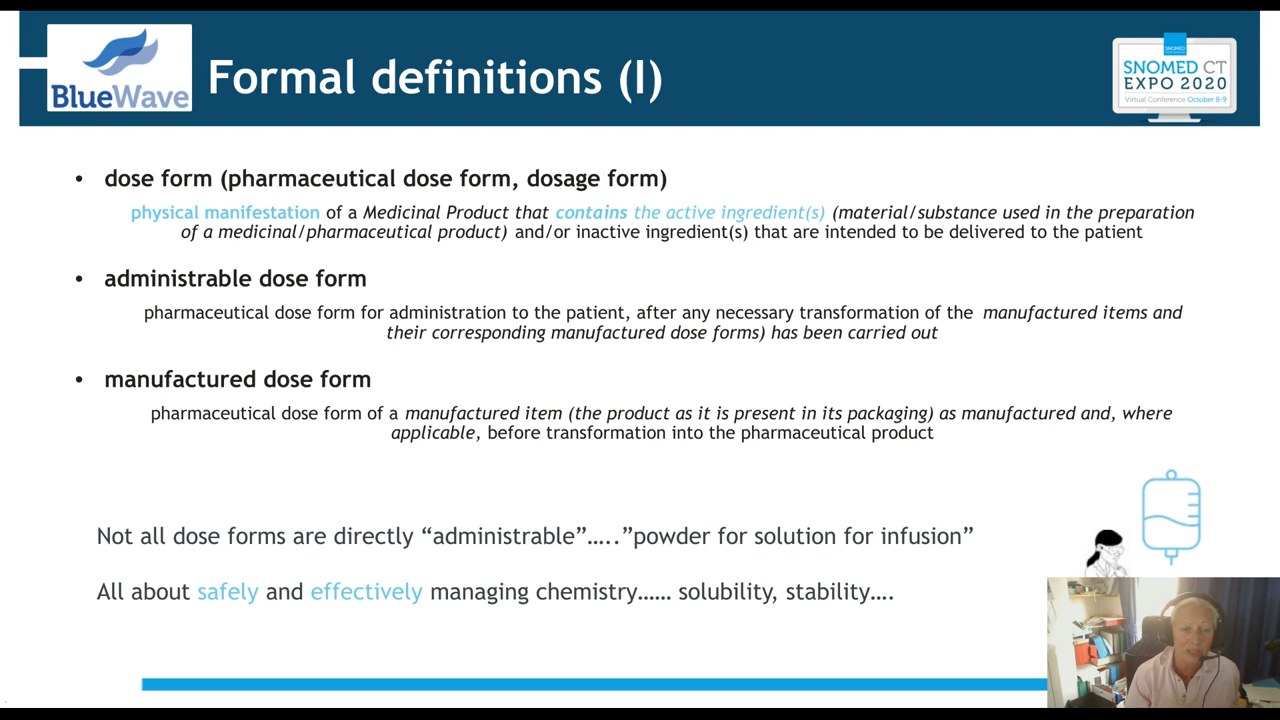 BlueWave
Formal definitions (I)
SNOMED
SNOMED CT
EXPO 2020
Virtual Conference October 8-9
• dose form (pharmaceutical dose form, dosage form)
physical manifestation of a Medicinal Product that contains the active ingredient(s) (material/substance used in the preparation
of a medicinal/pharmaceutical product) and/or inactive ingredient(s) that are intended to be delivered to the patient
• administrable dose form
pharmaceutical dose form for administration to the patient, after any necessary transformation of the manufactured items and
their corresponding manufactured dose forms) has been carried out
• manufactured dose form
pharmaceutical dose form of a manufactured item (the product as it is present in its packaging) as manufactured and, where
applicable, before transformation into the pharmaceutical product
Not all dose forms are directly “administrable”…..”powder for solution for infusion”
All about safely and effectively managing chemistry…… solubility, stability….